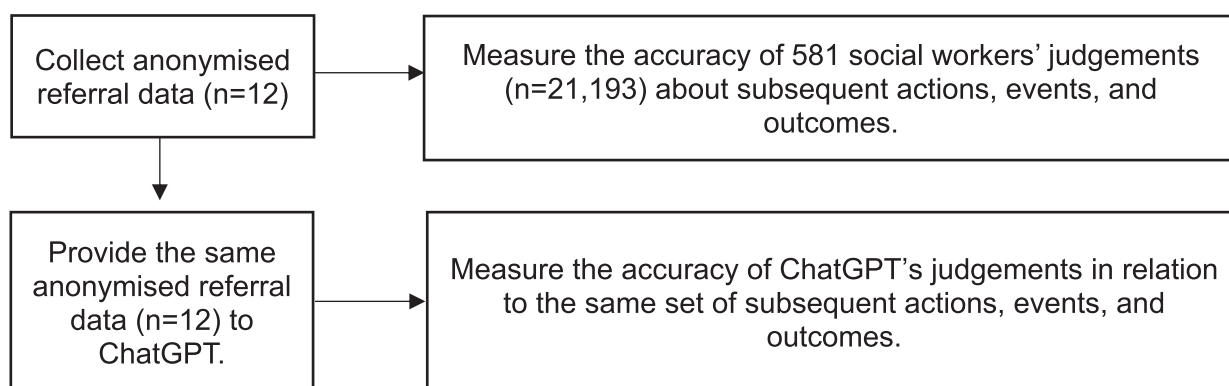 Collect anonymised
referral data (n=12)
Measure the accuracy of 581 social workers’ judgements
(n=21,193) about subsequent actions, events, and
outcomes.
Provide the same
anonymised referral
data (n=12) to
ChatGPT.
Measure the accuracy of ChatGPT’s judgements in relation
to the same set of subsequent actions, events, and
outcomes.